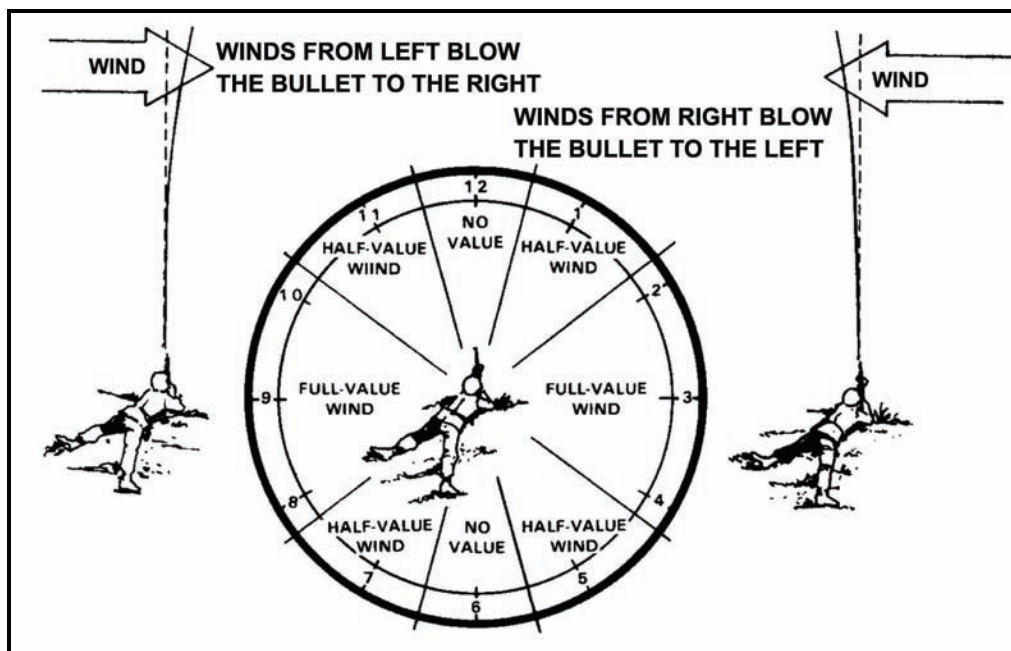 WIND
WINDS FROM LEFT BLOW
THE BULLET TO THE RIGHT
WIND
WINDS FROM RIGHT BLOW
THE BULLET TO THE LEFT
12
11
1
NO
VALUE
HALF-VALUE
WIIND
HALF-VALUE
WIND
10
2
9
FULL-VALUE
WIND
FULL-VALUE
WIND
3
8
4
HALF-VALUE
WIND
NO
VALUE
HALF-VALUE
WIND
7
5
6